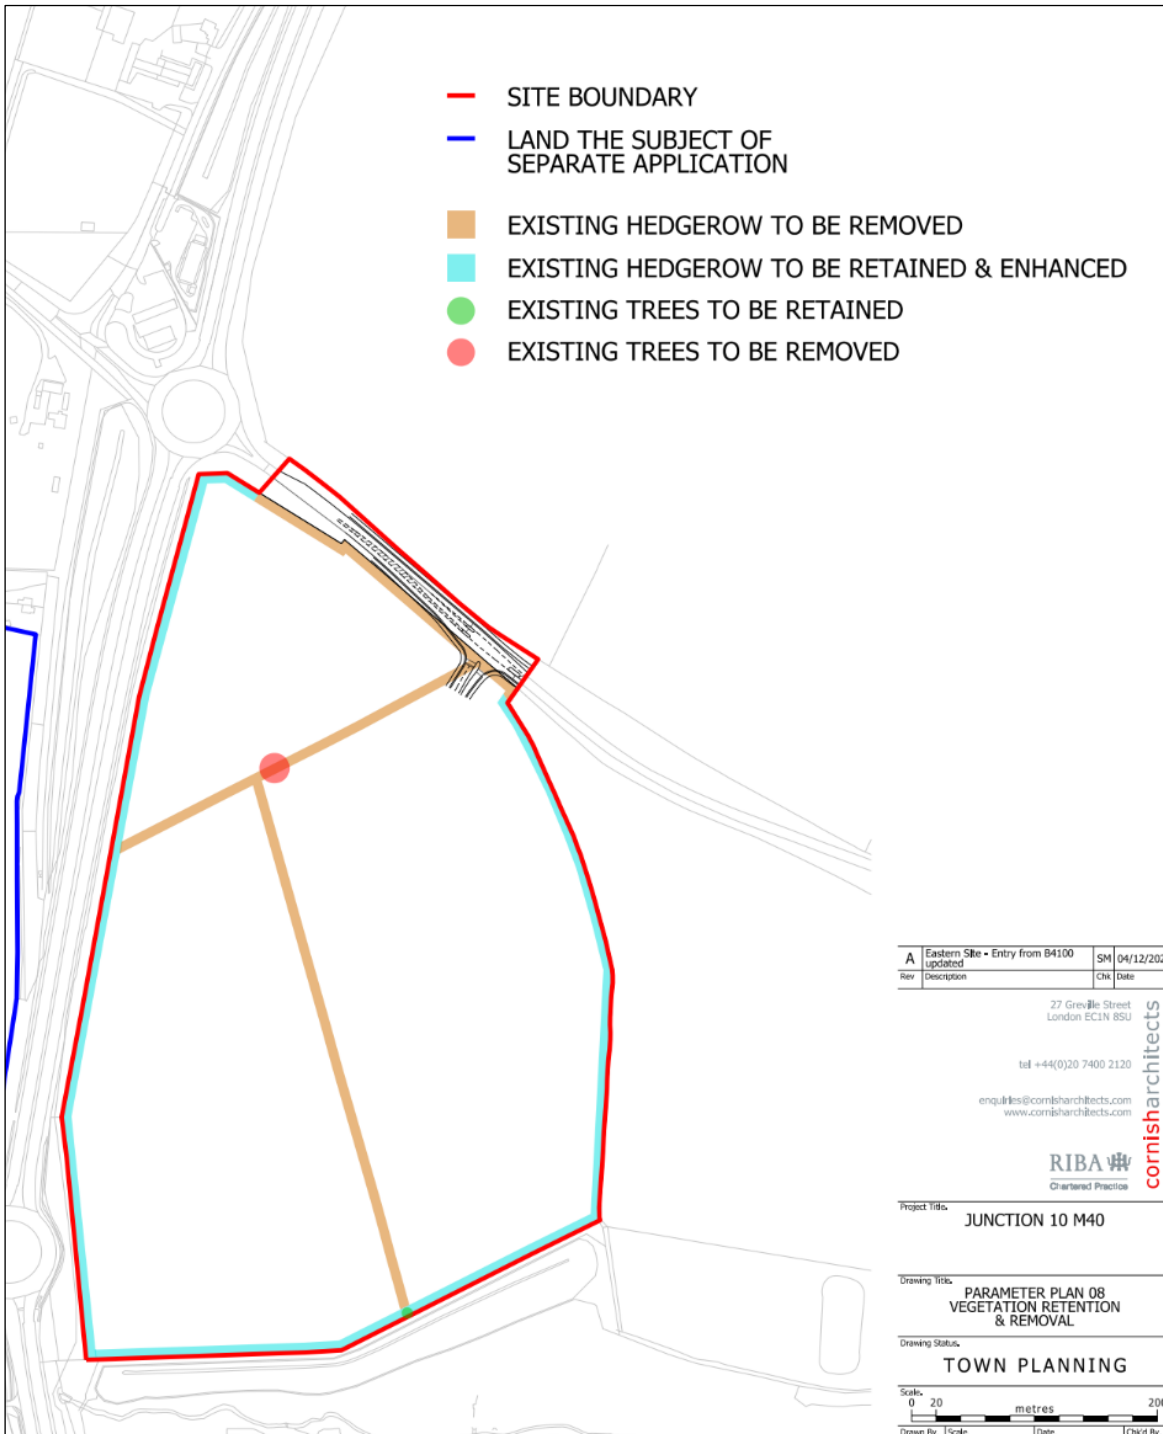 SITE BOUNDARY
LAND THE SUBJECT OF
SEPARATE APPLICATION
EXISTING HEDGEROW TO BE REMOVED
EXISTING HEDGEROW TO BE RETAINED & ENHANCED
EXISTING TREES TO BE RETAINED
EXISTING TREES TO BE REMOVED
A Eastern Site - Entry from B4100 updated SM 04/12/202
Rev Description Chk Date
27 Greville Street
London EC1N 8SU
tel +44(0)20 7400 2120
enquiries@cornisharchitects.com
www.cornisharchitects.com
cornisharchitects
RIBA
Chartered Practice
Project Title.
JUNCTION 10 M40
Drawing Title.
PARAMETER PLAN 08
VEGETATION RETENTION
& REMOVAL
Drawing Status.
TOWN PLANNING
Scale.
0 20 metres 200
Drawn By Scale Date Chk'd By